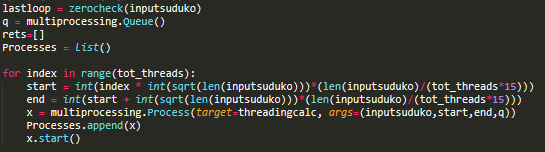 lastloop = zerocheck(inputsuduko)
q = multiprocessing.Queue()
rets=[]
Processes = list()
for index in range(tot_threads):
start = int(index * int(sqrt(len(inputsuduko)))*(len(inputsuduko)/(tot_threads*15)))
end = int(start + int(sqrt(len(inputsuduko)))*(len(inputsuduko)/(tot_threads*15)))
x = multiprocessing.Process(target=threadingcalc, args=(inputsuduko,start,end,q))
Processes.append(x)
x.start()